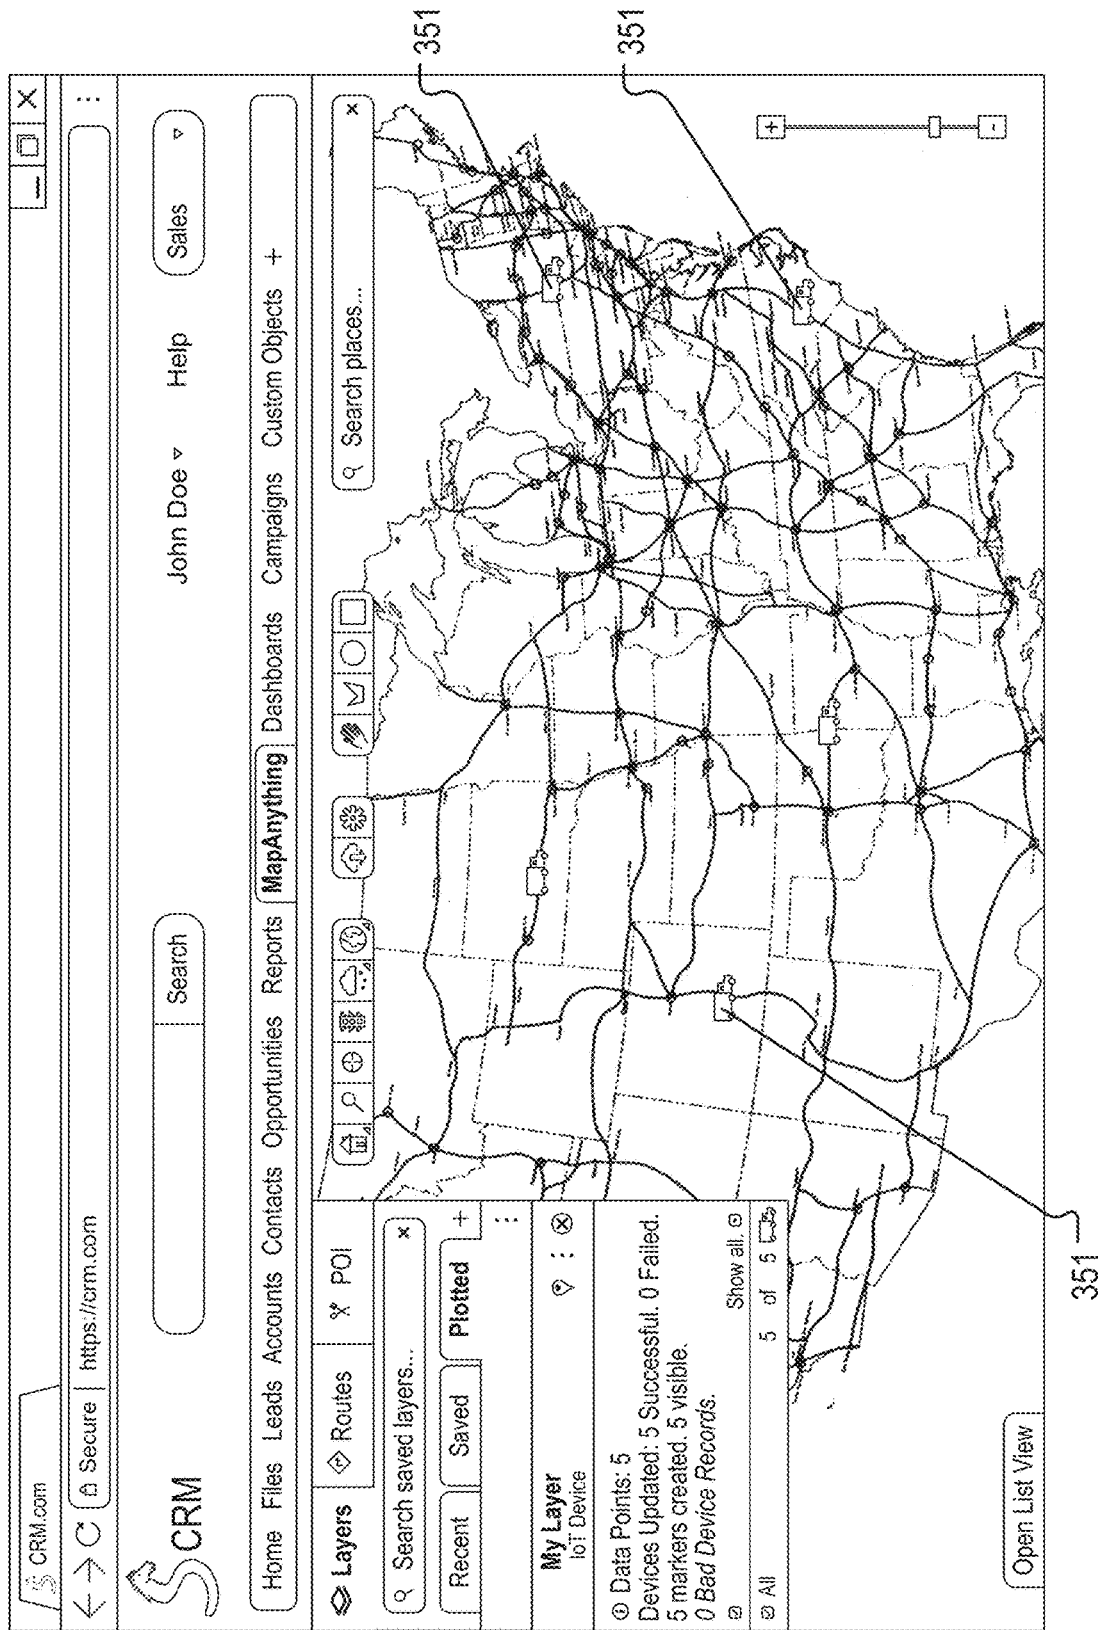 CRM.com
Secure | https://crm.com
CRM
Search
John Doe
Help
Sales
Home Files Leads Accounts Contacts Opportunities Reports MapAnything Dashboards Campaigns Custom Objects +
Layers
Routes
POI
Search saved layers... ×
Recent
Saved
Plotted
+
My Layer
IoT Device
Data Points: 5
Devices Updated: 5 Successful. 0 Failed.
5 markers created. 5 visible.
0 Bad Device Records.
Show all.
All
5 of 5
Search places... ×
+
-
Open List View
351
351
351